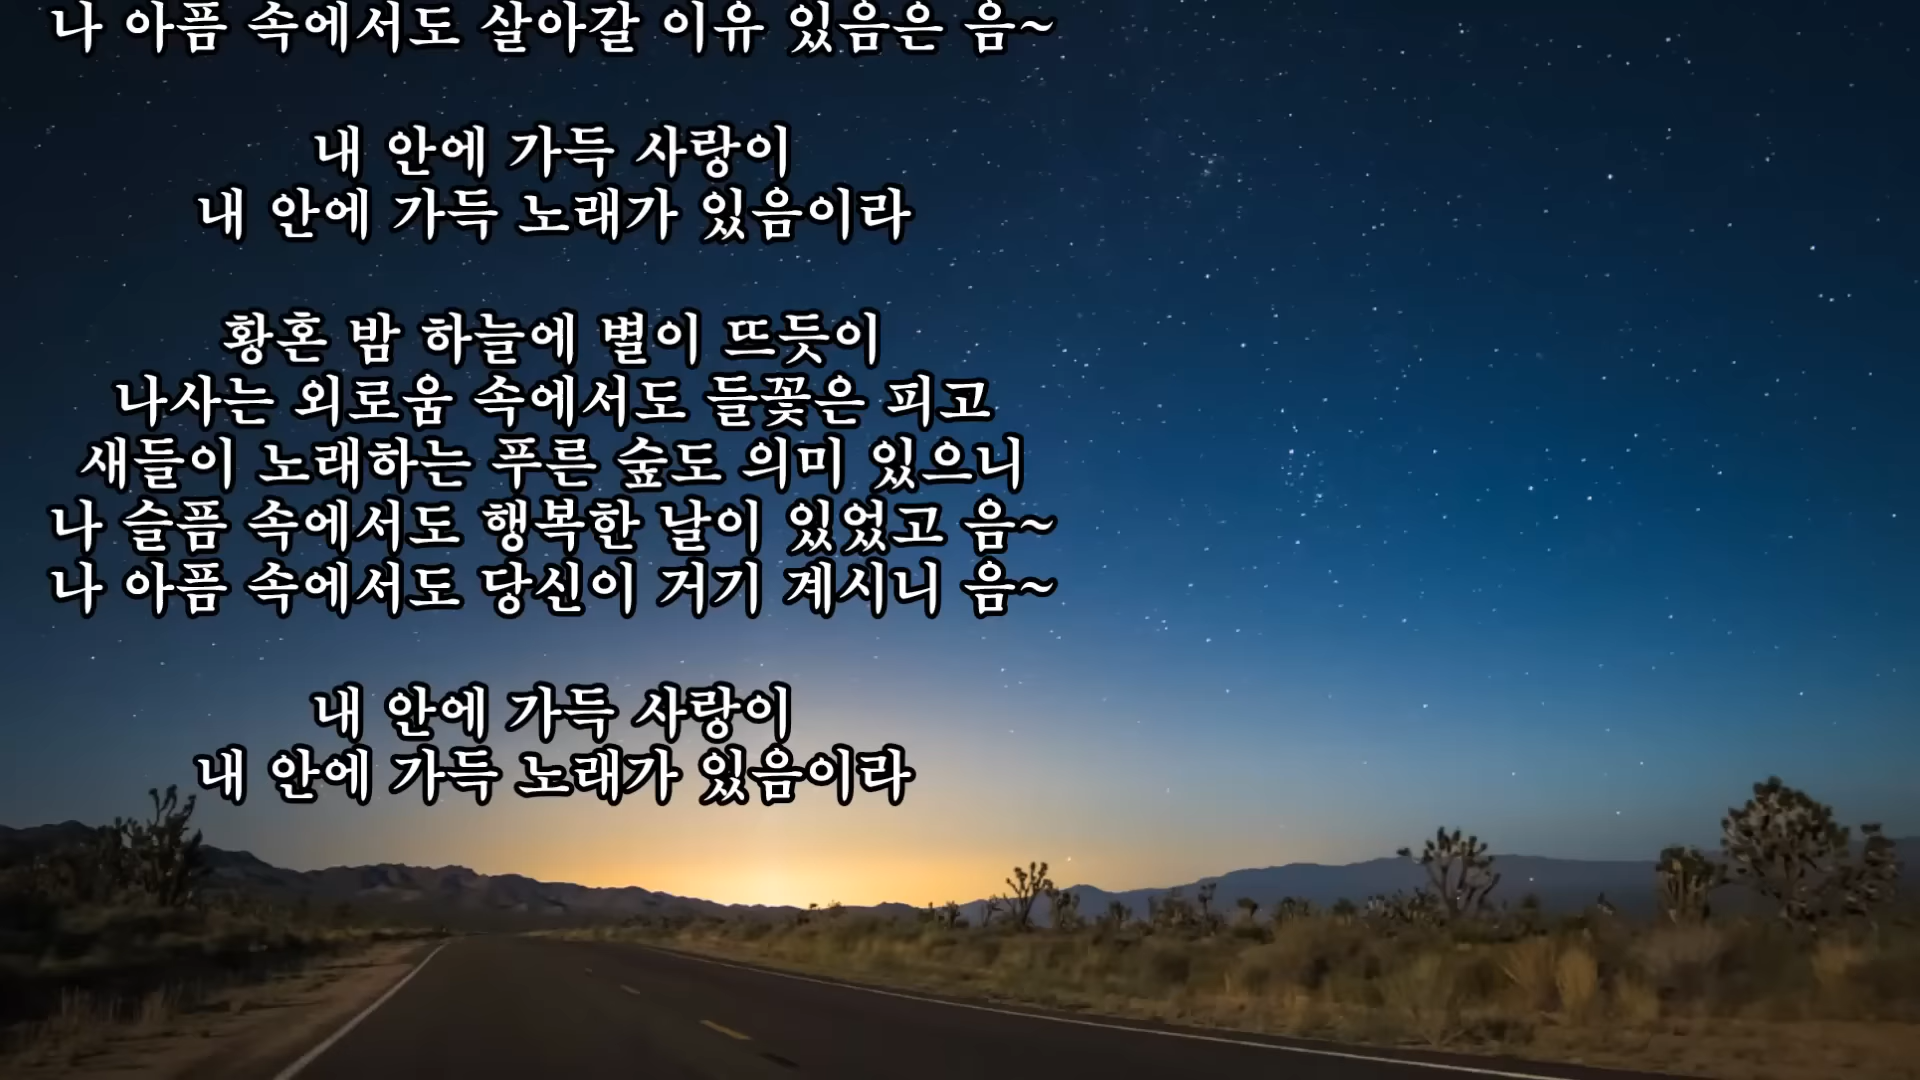 나 아픔 속에서도 살아갈 이유 있음은 음~
내 안에 가득 사랑이
내 안에 가득 노래가 있음이라
황혼 밤 하늘에 별이 뜨듯이
나사는 외로움 속에서도 들꽃은 피고
새들이 노래하는 푸른 숲도 의미 있으니
나 슬픔 속에서도 행복한 날이 있었고 음~
나 아픔 속에서도 당신이 거기 계시니 음~
내 안에 가득 사랑이
내 안에 가득 노래가 있음이라